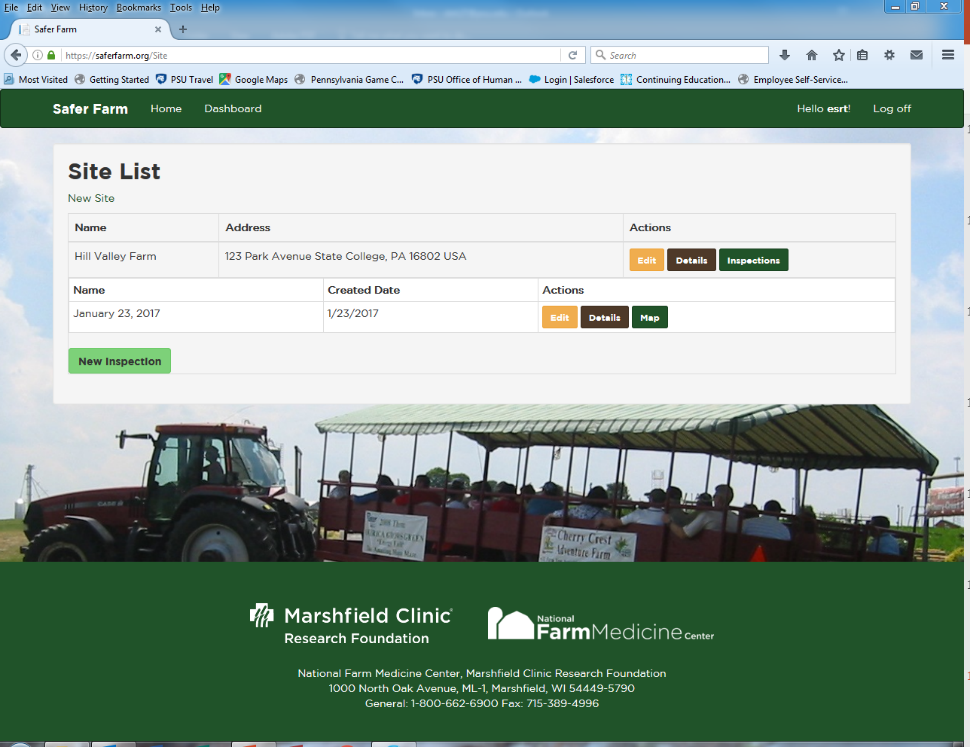 File Edit View History Bookmarks Tools Help
Safer Farm
https://saferfarm.org/Site
Search
Most Visited Getting Started PSU Travel Google Maps Pennsylvania Game C... PSU Office of Human ... Login | Salesforce Continuing Education... Employee Self-Service...
Safer Farm Home Dashboard Hello esrt! Log off
Site List
New Site
Name Address Actions
Hill Valley Farm 123 Park Avenue State College, PA 16802 USA Edit Details Inspections
Name Created Date Actions
January 23, 2017 1/23/2017 Edit Details Map
New Inspection
CASE III
Cherry Crest
Adventure Farm
Marshfield Clinic
Research Foundation
National
FarmMedicine Center
National Farm Medicine Center, Marshfield Clinic Research Foundation
1000 North Oak Avenue, ML-1, Marshfield, WI 54449-5790
General: 1-800-662-6900 Fax: 715-389-4996